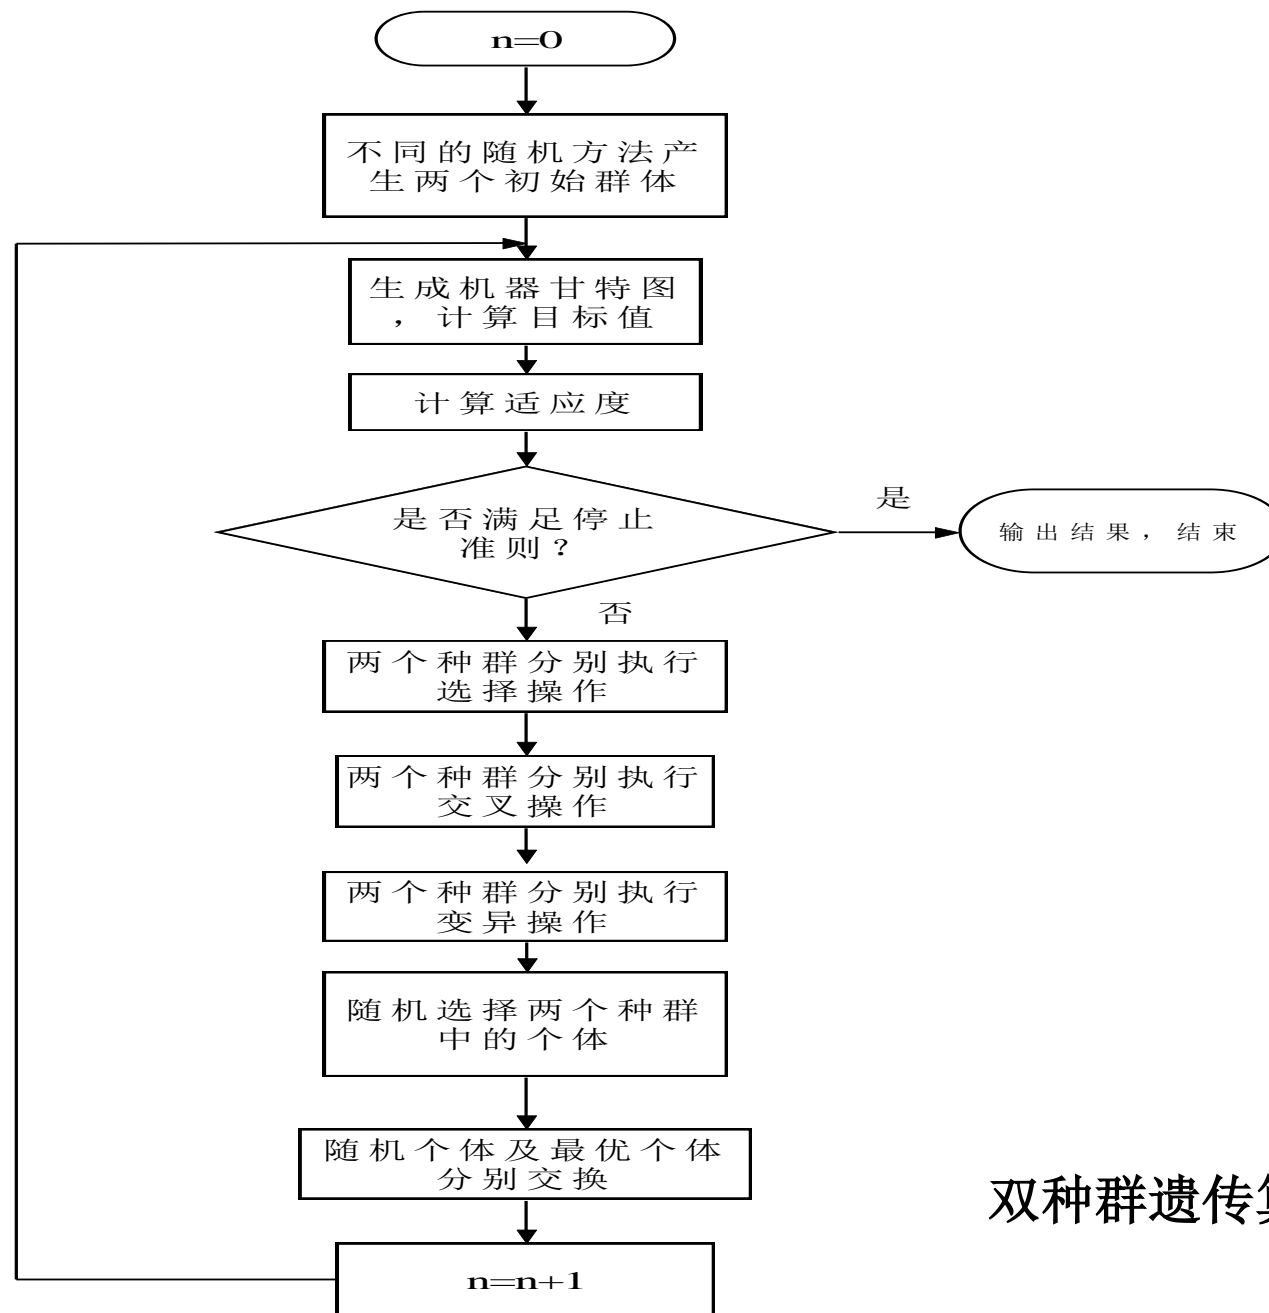 n=0
不同的随机方法产
生两个初始群体
生成机器甘特图
，计算目标值
计算适应度
是否满足停止
准则？
是
输出结果，结束
否
两个种群分别执行
选择操作
两个种群分别执行
交叉操作
两个种群分别执行
变异操作
随机选择两个种群
中的个体
随机个体及最优个体
分别交换
双种群遗传算
n=n+1